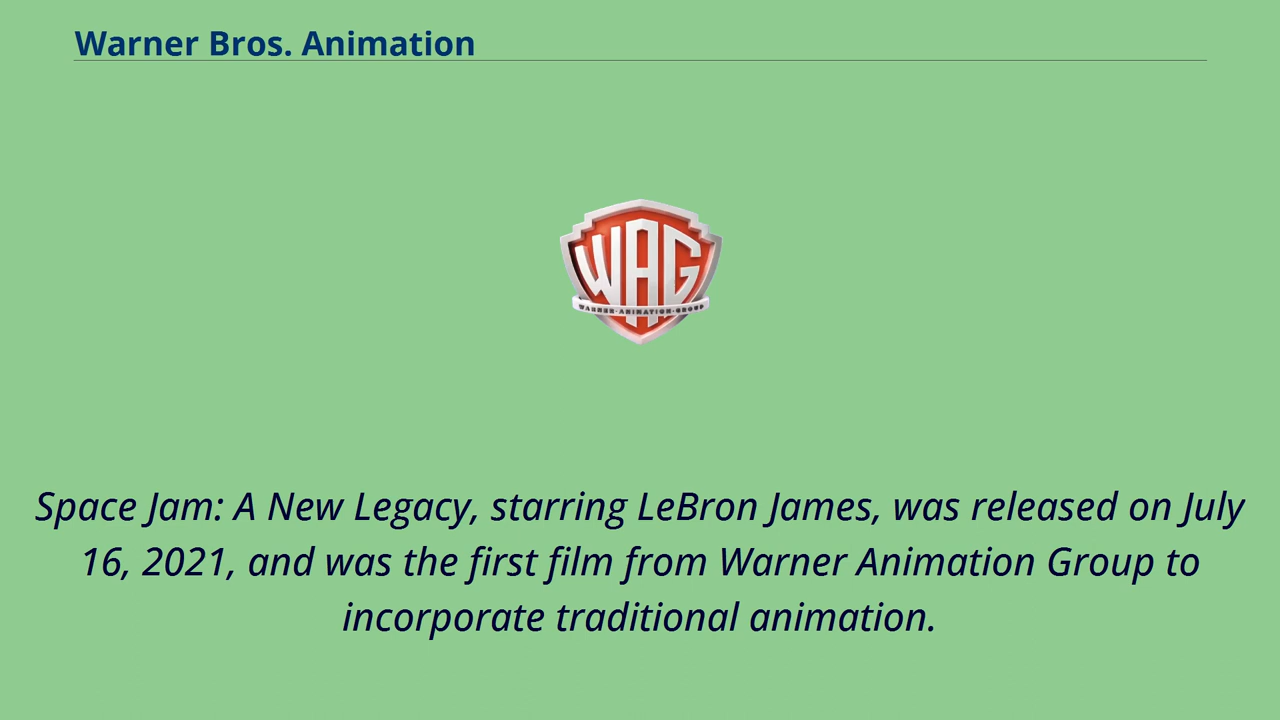 Warner Bros. Animation
WAG
WARNER·ANIMATION·GROUP
Space Jam: A New Legacy, starring LeBron James, was released on July
16, 2021, and was the first film from Warner Animation Group to
incorporate traditional animation.